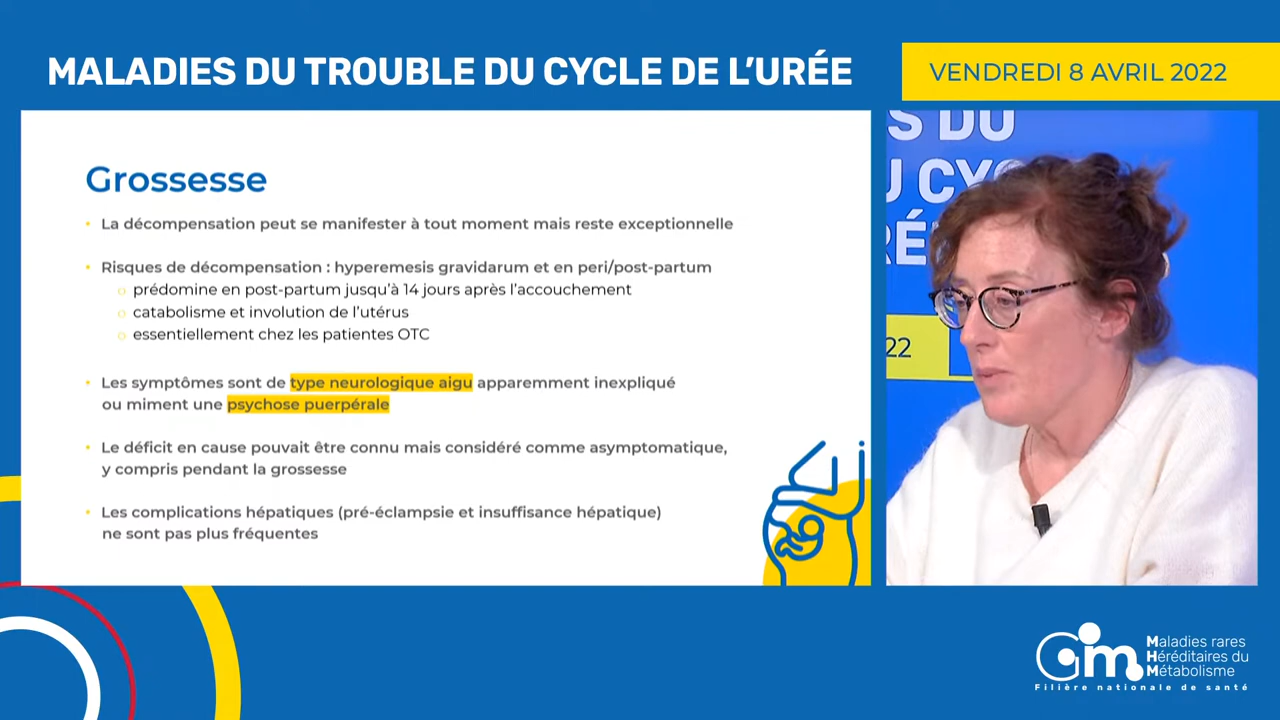 MALADIES DU TROUBLE DU CYCLE DE L'URÉE
VENDREDI 8 AVRIL 2022
Grossesse
• La décompensation peut se manifester à tout moment mais reste exceptionnelle
• Risques de décompensation : hyperemesis gravidarum et en peri/post-partum
o prédomine en post-partum jusqu'à 14 jours après l'accouchement
o catabolisme et involution de l'utérus
o essentiellement chez les patientes OTC
• Les symptômes sont de type neurologique aigu apparemment inexpliqué
ou miment une psychose puerpérale
• Le déficit en cause pouvait être connu mais considéré comme asymptomatique,
y compris pendant la grossesse
• Les complications hépatiques (pré-éclampsie et insuffisance hépatique)
ne sont pas plus fréquentes
S DU
U CYC
RÉ
22
Gm
Maladies rares
Héréditaires du
Métabolisme
Filière nationale de santé